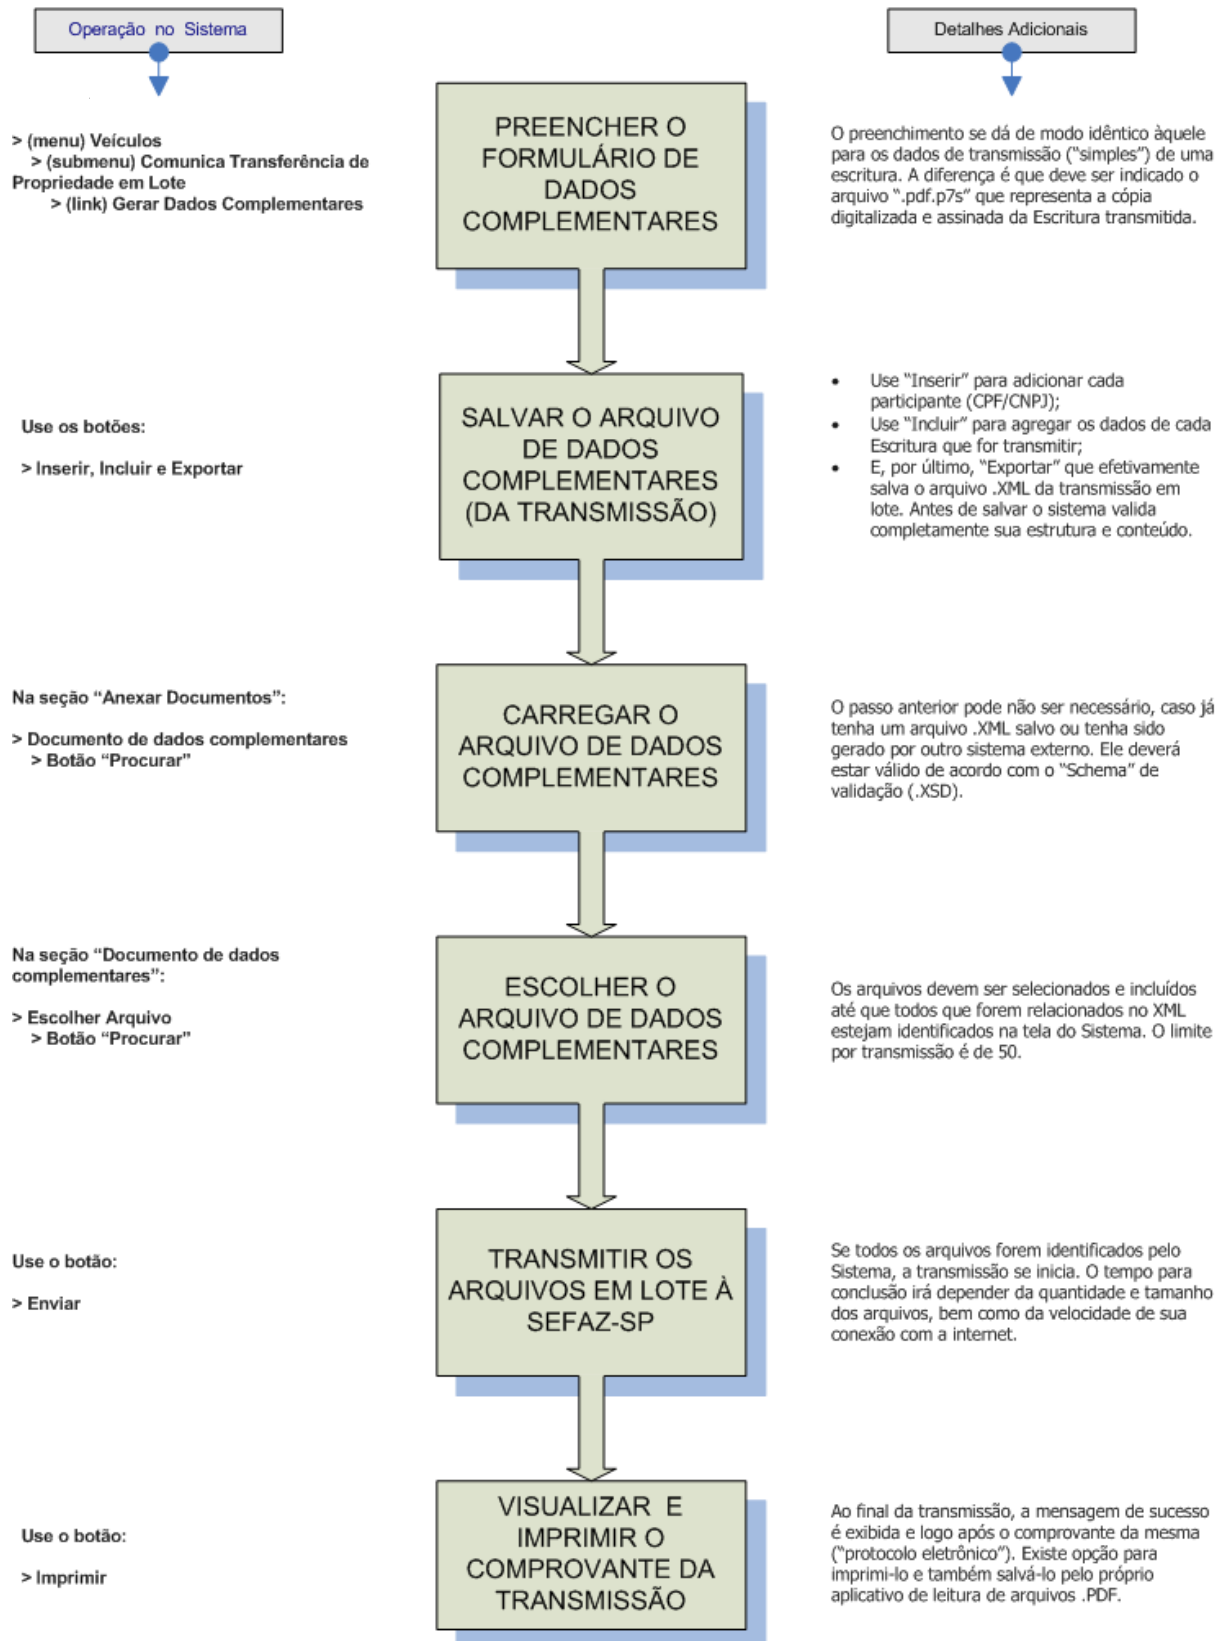 Operação no Sistema
Detalhes Adicionais
> (menu) Veículos
> (submenu) Comunica Transferência de
Propriedade em Lote
> (link) Gerar Dados Complementares
PREENCHER O
FORMULÁRIO DE
DADOS
COMPLEMENTARES
O preenchimento se dá de modo idêntico àquele
para os dados de transmissão (“simples”) de uma
escritura. A diferença é que deve ser indicado o
arquivo “.pdf.p7s” que representa a cópia
digitalizada e assinada da Escritura transmitida.
Use os botões:
> Inserir, Incluir e Exportar
SALVAR O ARQUIVO
DE DADOS
COMPLEMENTARES
(DA TRANSMISSÃO)
• Use “Inserir” para adicionar cada
participante (CPF/CNPJ);
• Use “Incluir” para agregar os dados de cada
Escritura que for transmitir;
• E, por último, “Exportar” que efetivamente
salva o arquivo .XML da transmissão em
lote. Antes de salvar o sistema valida
completamente sua estrutura e conteúdo.
Na seção “Anexar Documentos”:
> Documento de dados complementares
> Botão “Procurar”
CARREGAR O
ARQUIVO DE DADOS
COMPLEMENTARES
O passo anterior pode não ser necessário, caso já
tenha um arquivo .XML salvo ou tenha sido
gerado por outro sistema externo. Ele deverá
estar válido de acordo com o “Schema” de
validação (.XSD).
Na seção “Documento de dados
complementares”:
> Escolher Arquivo
> Botão “Procurar”
ESCOLHER O
ARQUIVO DE DADOS
COMPLEMENTARES
Os arquivos devem ser selecionados e incluídos
até que todos que forem relacionados no XML
estejam identificados na tela do Sistema. O limite
por transmissão é de 50.
Use o botão:
> Enviar
TRANSMITIR OS
ARQUIVOS EM LOTE À
SEFAZ-SP
Se todos os arquivos forem identificados pelo
Sistema, a transmissão se inicia. O tempo para
conclusão irá depender da quantidade e tamanho
dos arquivos, bem como da velocidade de sua
conexão com a internet.
Use o botão:
> Imprimir
VISUALIZAR E
IMPRIMIR O
COMPROVANTE DA
TRANSMISSÃO
Ao final da transmissão, a mensagem de sucesso
é exibida e logo após o comprovante da mesma
(“protocolo eletrônico”). Existe opção para
imprimi-lo e também salvá-lo pelo próprio
aplicativo de leitura de arquivos .PDF.